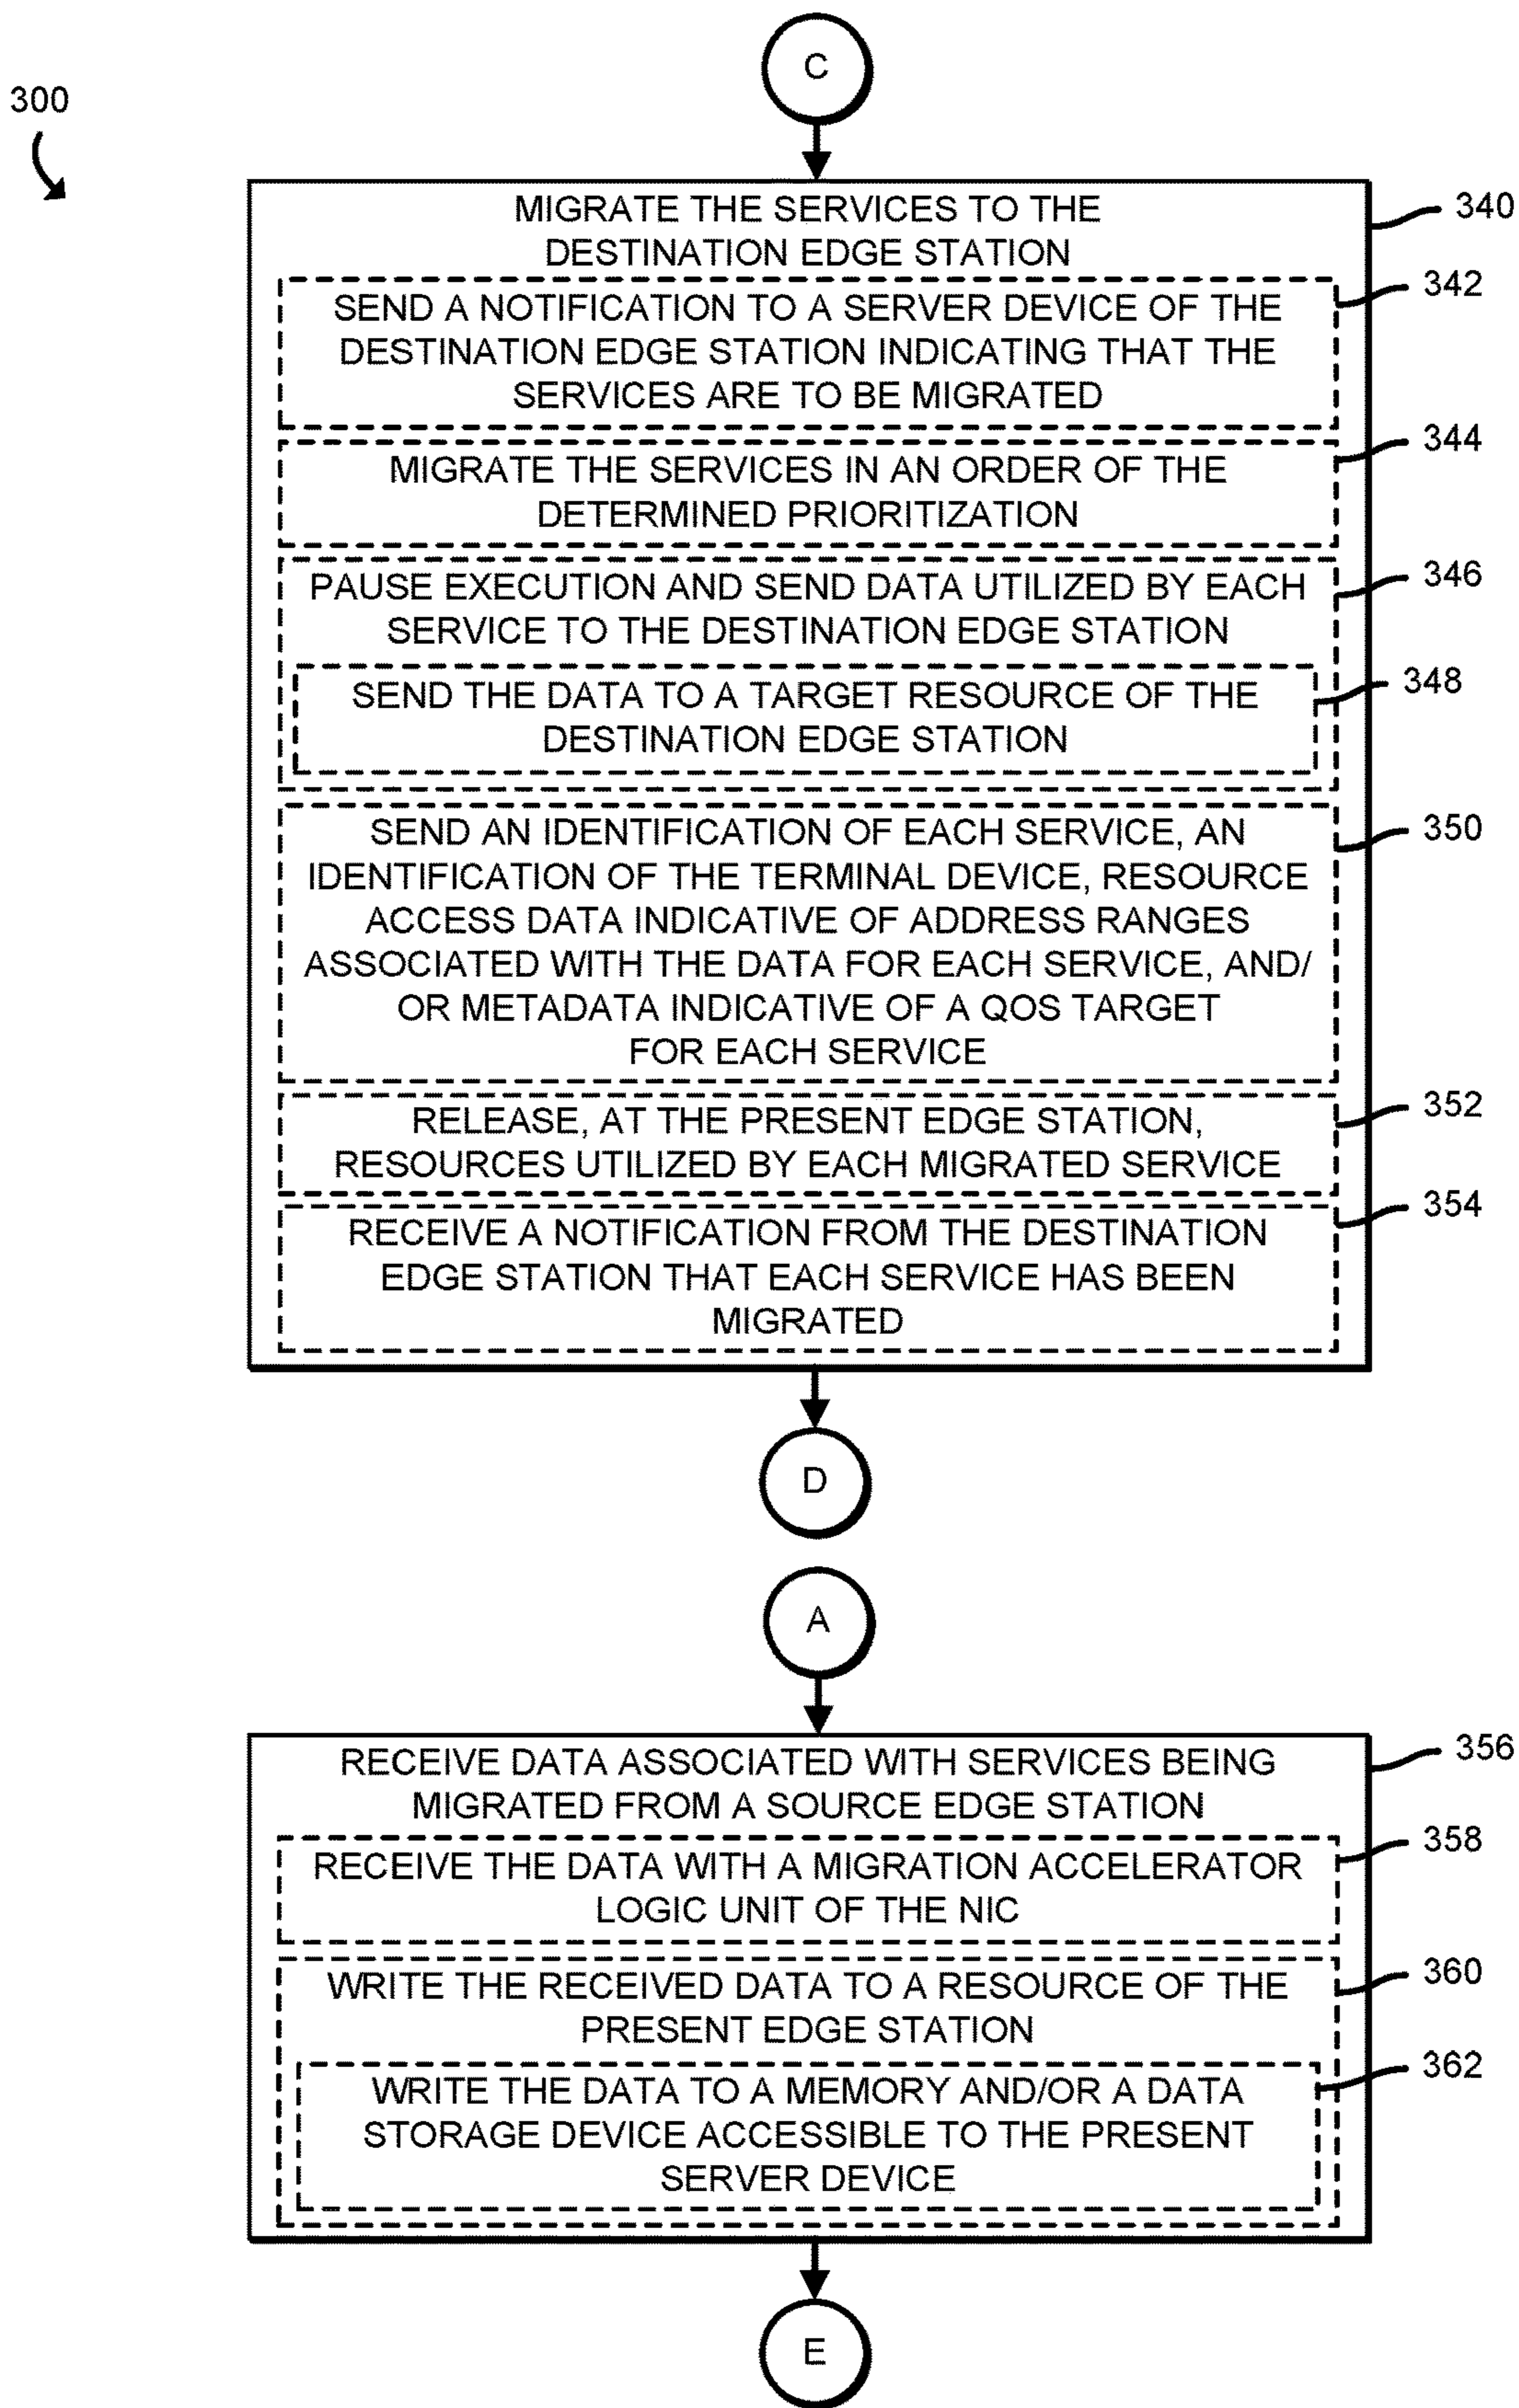 C
300
MIGRATE THE SERVICES TO THE
DESTINATION EDGE STATION
340
SEND A NOTIFICATION TO A SERVER DEVICE OF THE
DESTINATION EDGE STATION INDICATING THAT THE
SERVICES ARE TO BE MIGRATED
342
MIGRATE THE SERVICES IN AN ORDER OF THE
DETERMINED PRIORITIZATION
344
PAUSE EXECUTION AND SEND DATA UTILIZED BY EACH
SERVICE TO THE DESTINATION EDGE STATION
346
SEND THE DATA TO A TARGET RESOURCE OF THE
DESTINATION EDGE STATION
348
SEND AN IDENTIFICATION OF EACH SERVICE, AN
IDENTIFICATION OF THE TERMINAL DEVICE, RESOURCE
ACCESS DATA INDICATIVE OF ADDRESS RANGES
ASSOCIATED WITH THE DATA FOR EACH SERVICE, AND/
OR METADATA INDICATIVE OF A QOS TARGET
FOR EACH SERVICE
350
RELEASE, AT THE PRESENT EDGE STATION,
RESOURCES UTILIZED BY EACH MIGRATED SERVICE
352
RECEIVE A NOTIFICATION FROM THE DESTINATION
EDGE STATION THAT EACH SERVICE HAS BEEN
MIGRATED
354
D
A
RECEIVE DATA ASSOCIATED WITH SERVICES BEING
MIGRATED FROM A SOURCE EDGE STATION
356
RECEIVE THE DATA WITH A MIGRATION ACCELERATOR
LOGIC UNIT OF THE NIC
358
WRITE THE RECEIVED DATA TO A RESOURCE OF THE
PRESENT EDGE STATION
360
WRITE THE DATA TO A MEMORY AND/OR A DATA
STORAGE DEVICE ACCESSIBLE TO THE PRESENT
SERVER DEVICE
362
E